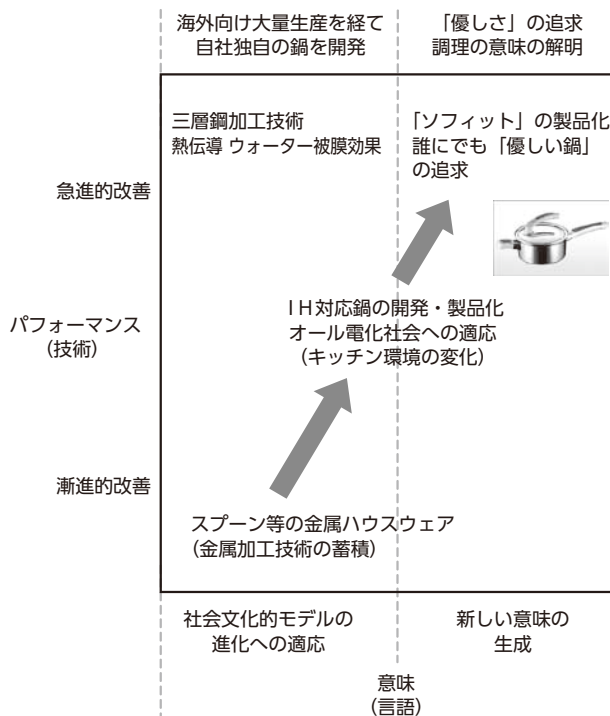 海外向け大量生産を経て
自社独自の鍋を開発
「優しさ」の追求
調理の意味の解明
三層鋼加工技術
熱伝導 ウォーター被膜効果
「ソフィット」の製品化
誰にでも「優しい鍋」
の追求
急進的改善
IH対応鍋の開発・製品化
オール電化社会への適応
(キッチン環境の変化)
パフォーマンス
(技術)
漸進的改善
スプーン等の金属ハウスウェア
(金属加工技術の蓄積)
社会文化的モデルの
進化への適応
新しい意味の
生成
意味
(言語)